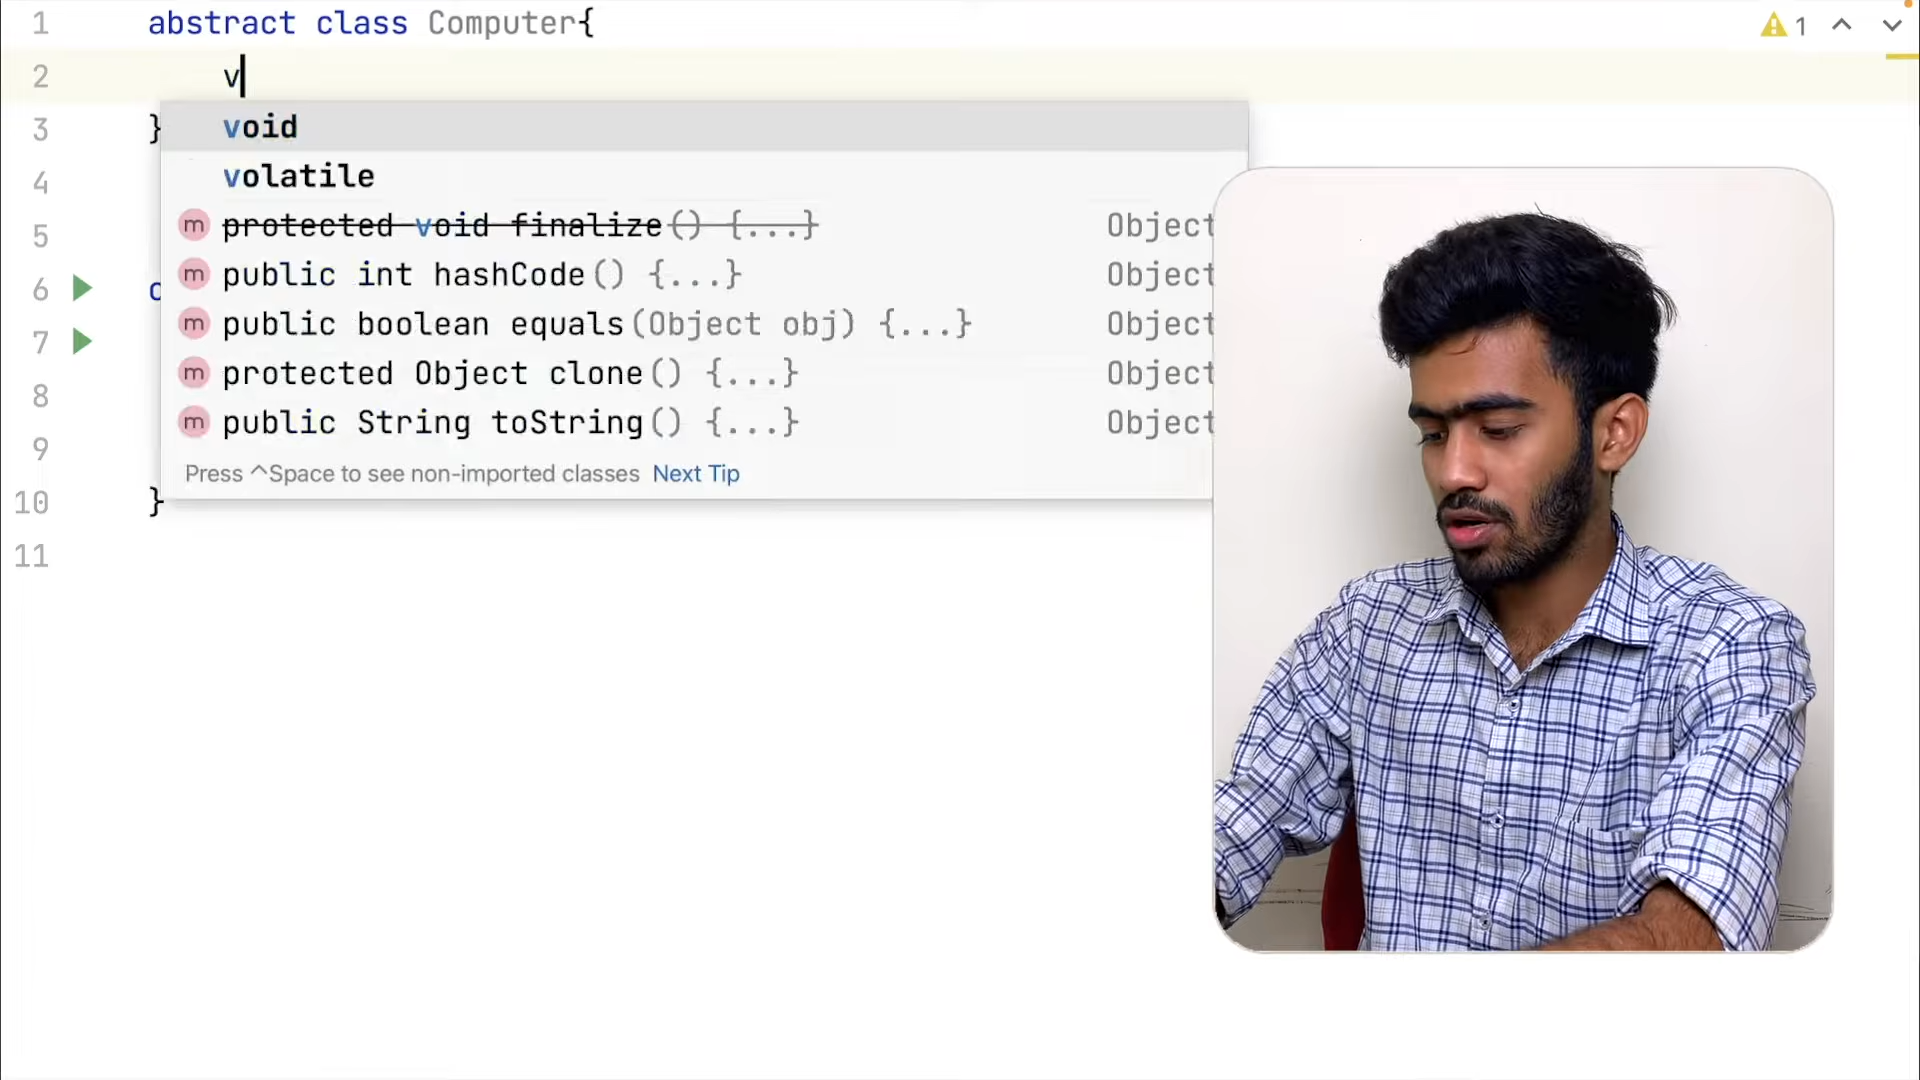 1 abstract class Computer{
⚠ 1
2 v
3 }
void
volatile
m protected void finalize() {...} Object
m public int hashCode() {...} Object
m public boolean equals(Object obj) {...} Object
m protected Object clone() {...} Object
m public String toString() {...} Object
Press ^Space to see non-imported classes Next Tip
4
5
6 c
7
8
9
10 }
11